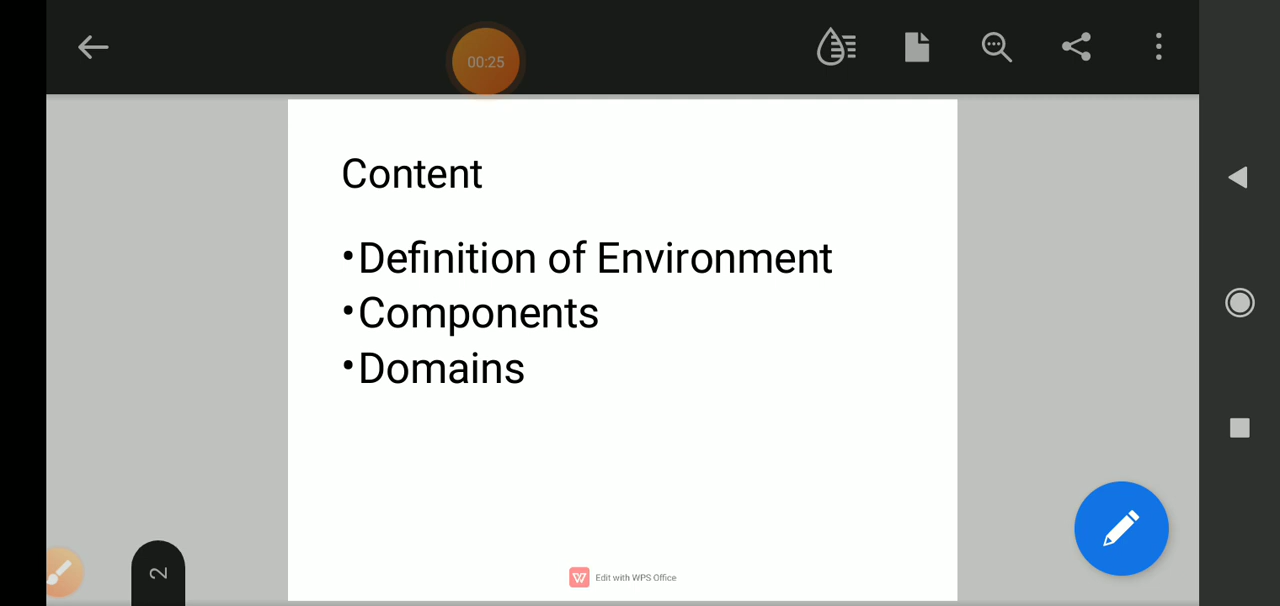 00:25
Content
•Definition of Environment
•Components
•Domains
2
Edit with WPS Office